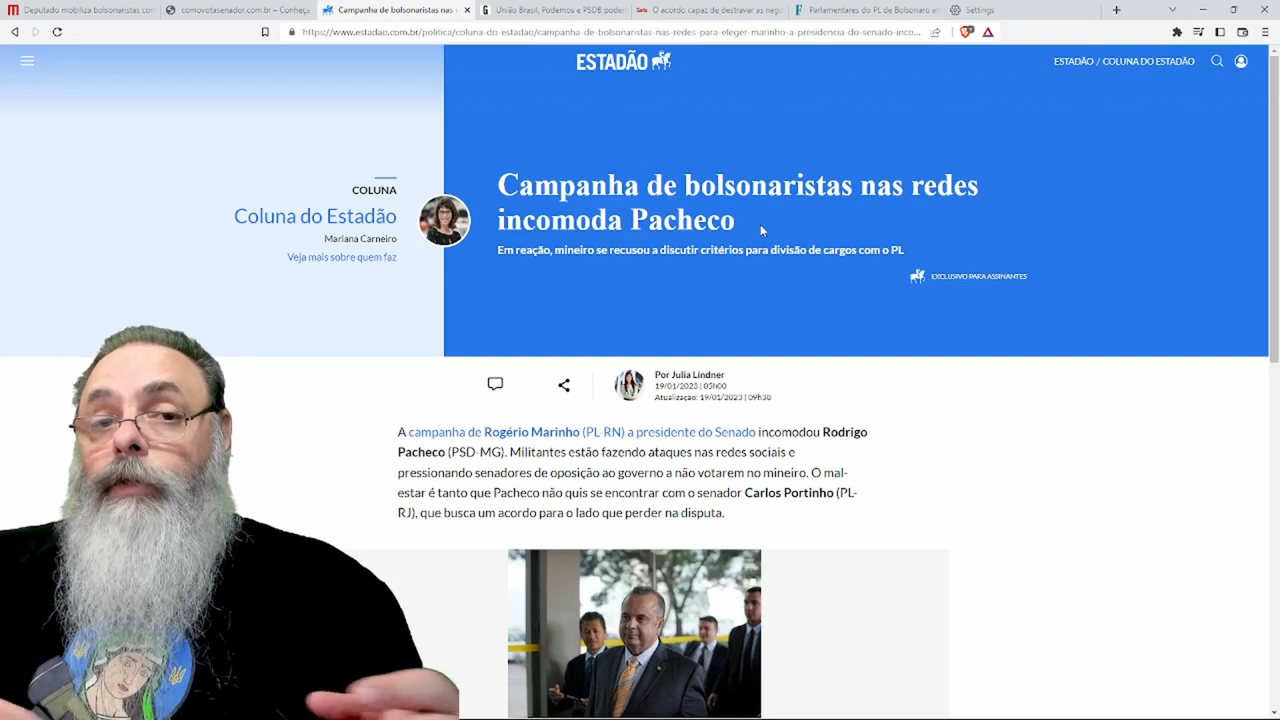 Deputado mobiliza bolsonaristas con
comovotasenador.com.br – Conheça
Campanha de bolsonaristas nas
União Brasil, Podemos e PSDB poder
O acordo capaz de destravar as neg
Parlamentares do PL de Bolsonaro er
Settings
https://www.estadao.com.br/politica/coluna-do-estadao/campanha-de-bolsonaristas-nas-redes-para-eleger-marinho-a-presidencia-do-senado-inco...
ESTADÃO
ESTADÃO / COLUNA DO ESTADÃO
COLUNA
Coluna do Estadão
Mariana Carneiro
Veja mais sobre quem faz
Campanha de bolsonaristas nas redes
incomoda Pacheco
Em reação, mineiro se recusou a discutir critérios para divisão de cargos com o PL
EXCLUSIVO PARA ASSINANTES
Por Julia Lindner
19/01/2023 | 05h00
Atualização: 19/01/2023 | 09h38
A campanha de Rogério Marinho (PL-RN) a presidente do Senado incomodou Rodrigo
Pacheco (PSD-MG). Militantes estão fazendo ataques nas redes sociais e
pressionando senadores de oposição ao governo a não votarem no mineiro. O mal-
estar é tanto que Pacheco não quis se encontrar com o senador Carlos Portinho (PL-
RJ), que busca um acordo para o lado que perder na disputa.